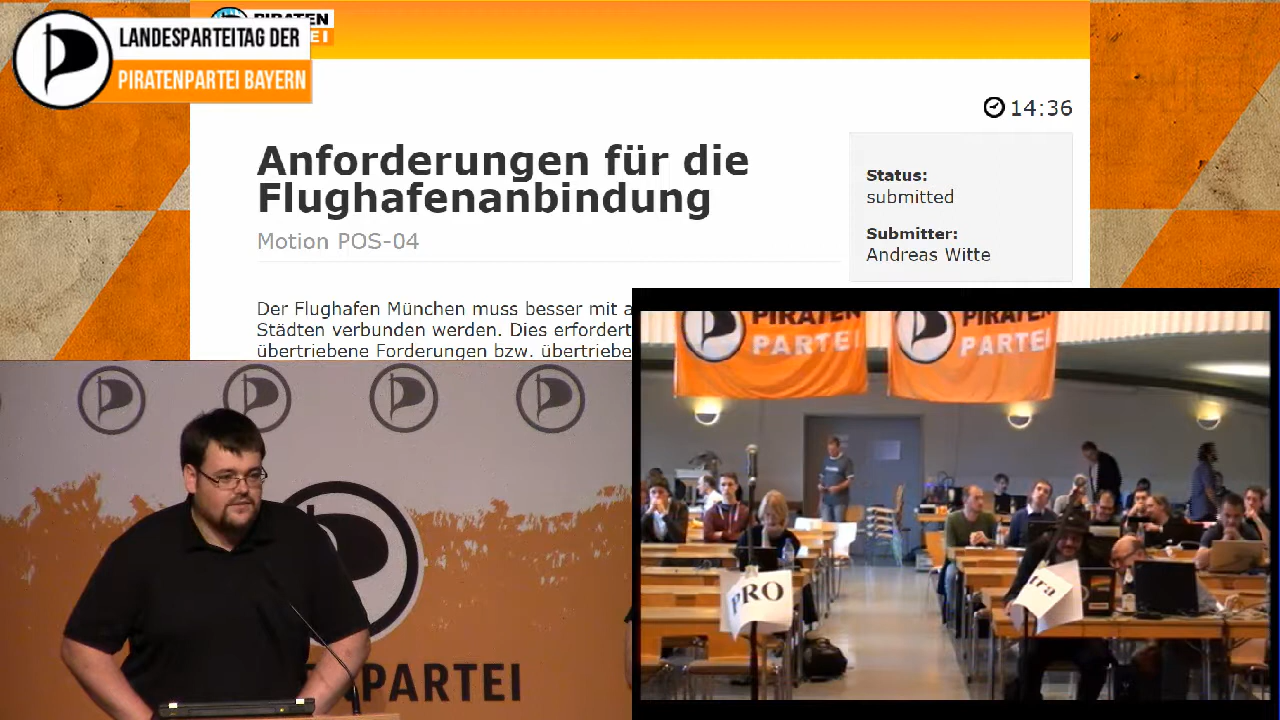 LANDESPARTEITAG DER
PIRATENPARTEI BAYERN
PIRATEN
14:36
Anforderungen für die
Flughafenanbindung
Motion POS-04
Status:
submitted
Submitter:
Andreas Witte
Der Flughafen München muss besser mit
Städten verbunden werden. Dies erfordert
übertriebene Forderungen bzw.
PIRATEN
PARTEI
PIRATEN
PARTEI
PRO
PARTEI